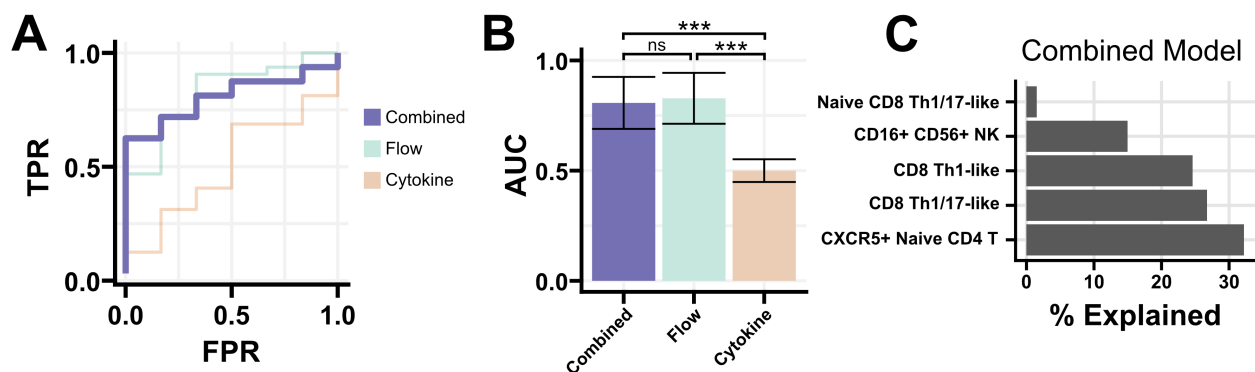 A
1.0
0.5
0.0
TPR
0.0 0.5 1.0
FPR
Combined
Flow
Cytokine
B
***
ns ***
1.0
0.5
0.0
AUC
Combined
Flow
Cytokine
C
Combined Model
Naive CD8 Th1/17-like
CD16+ CD56+ NK
CD8 Th1-like
CD8 Th1/17-like
CXCR5+ Naive CD4 T
0 10 20 30
% Explained